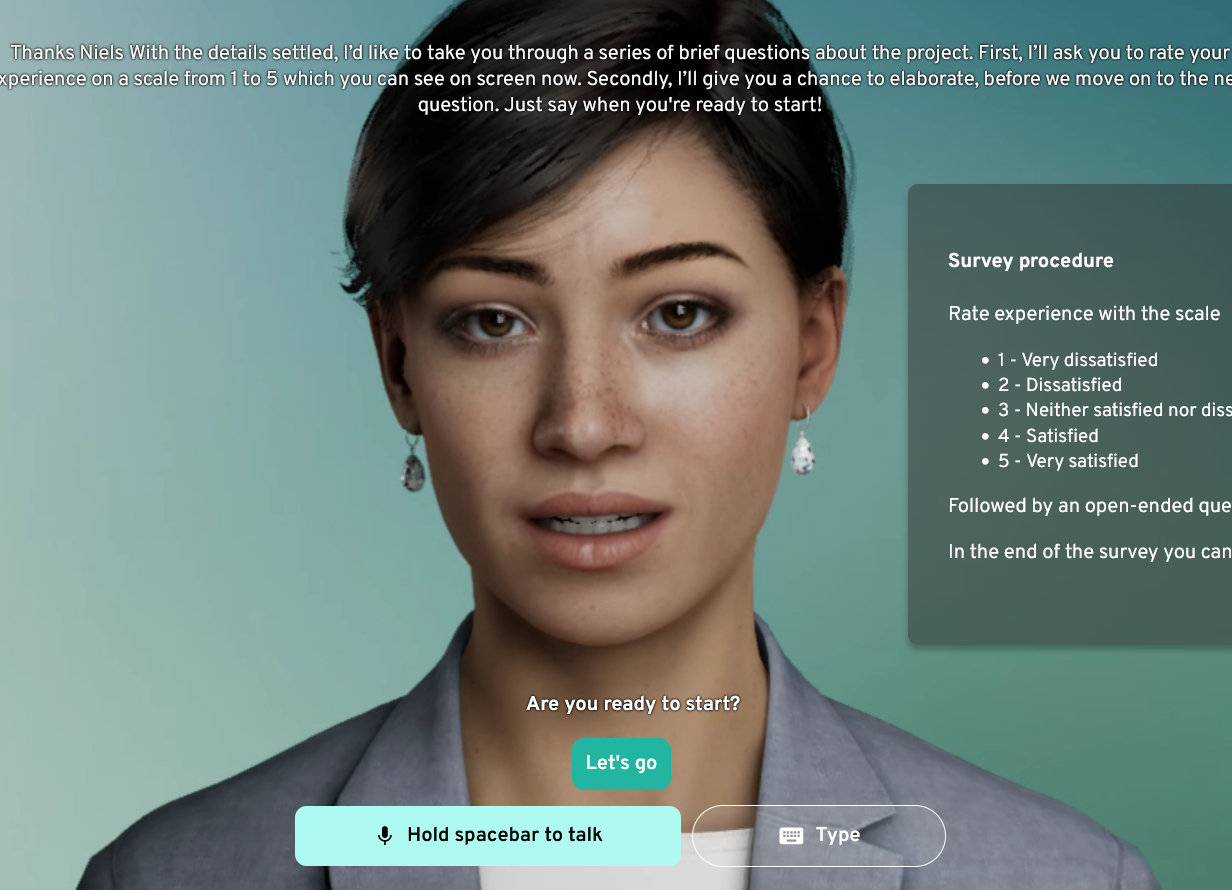 Thanks Niels With the details settled, I'd like to take you through a series of brief questions about the project. First, I'll ask you to rate your
xperience on a scale from 1 to 5 which you can see on screen now. Secondly, I'll give you a chance to elaborate, before we move on to the ne
question. Just say when you're ready to start!
Survey procedure
Rate experience with the scale
• 1 - Very dissatisfied
• 2 - Dissatisfied
• 3 - Neither satisfied nor diss
• 4 - Satisfied
• 5 - Very satisfied
Followed by an open-ended que
In the end of the survey you can
Are you ready to start?
Let's go
Hold spacebar to talk
Type